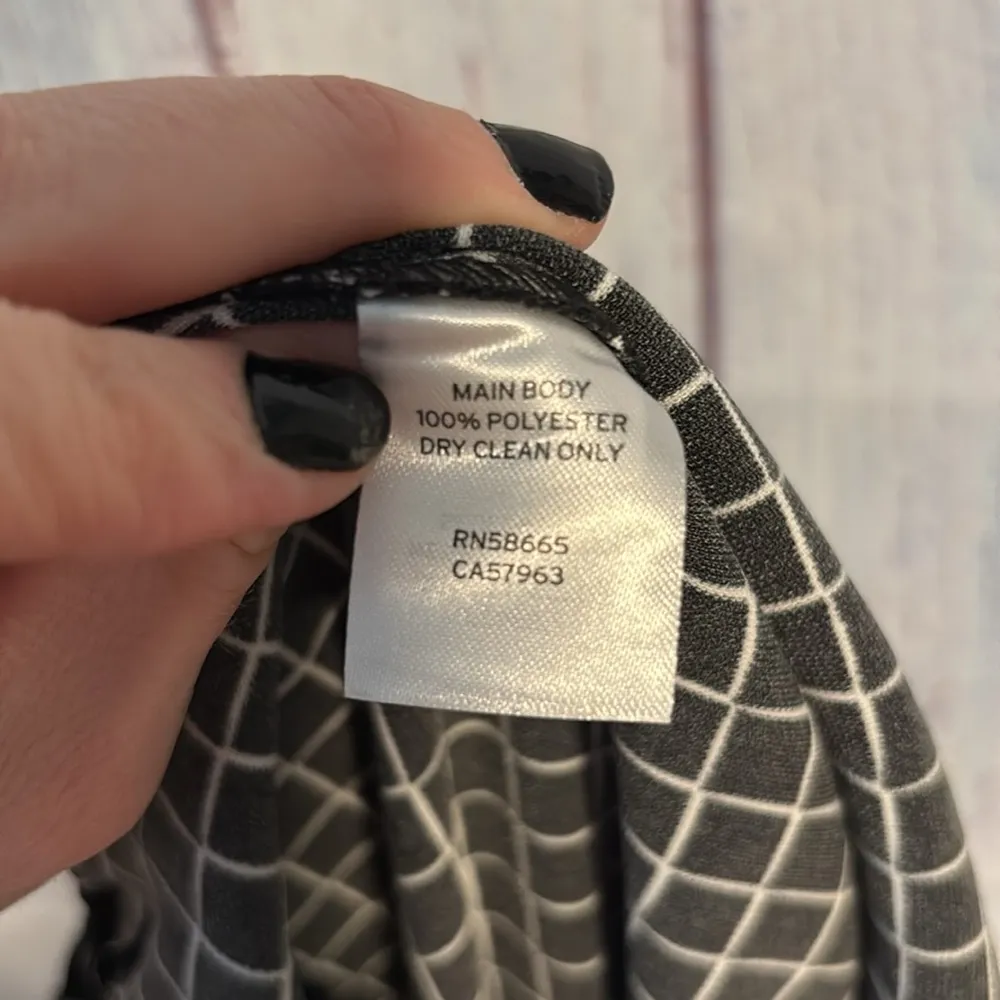 MAIN BODY
100% POLYESTER
DRY CLEAN ONLY
RN58665
CA57963